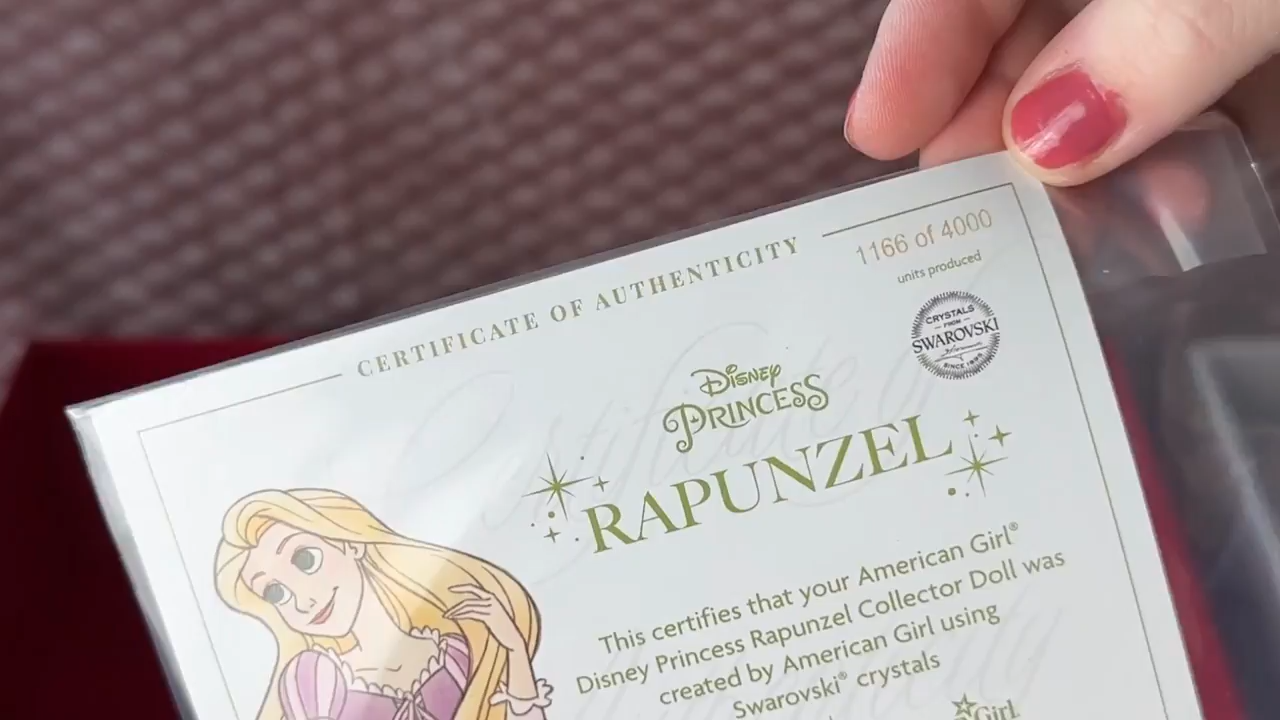 CERTIFICATE OF AUTHENTICITY
1166 of 4000
units produced
CRYSTALS
FROM
SWAROVSKI
SINCE 1895
Disney
PRINCESS
RAPUNZEL
This certifies that your American Girl®
Disney Princess Rapunzel Collector Doll was
created by American Girl using
Swarovski® crystals
Girl